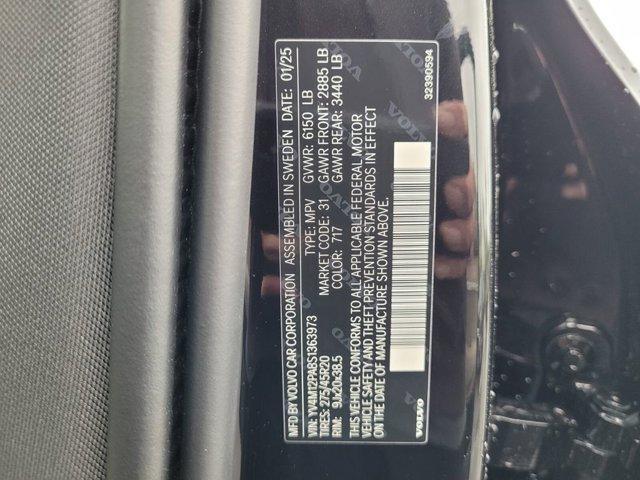 MFD BY VOLVO CAR CORPORATION ASSEMBLED IN SWEDEN DATE: 01/25
VIN: YV4M12PABS1363973 TYPE: MPV GVWR: 6150 LB
TIRES: 275/45R20 MARKET CODE: 31 GAWR FRONT: 2885 LB
RIM: 9Jx20x38.5 COLOR: 717 GAWR REAR: 3440 LB
THIS VEHICLE CONFORMS TO ALL APPLICABLE FEDERAL MOTOR
VEHICLE SAFETY AND THEFT PREVENTION STANDARDS IN EFFECT
ON THE DATE OF MANUFACTURE SHOWN ABOVE.
VOLVO 32390594